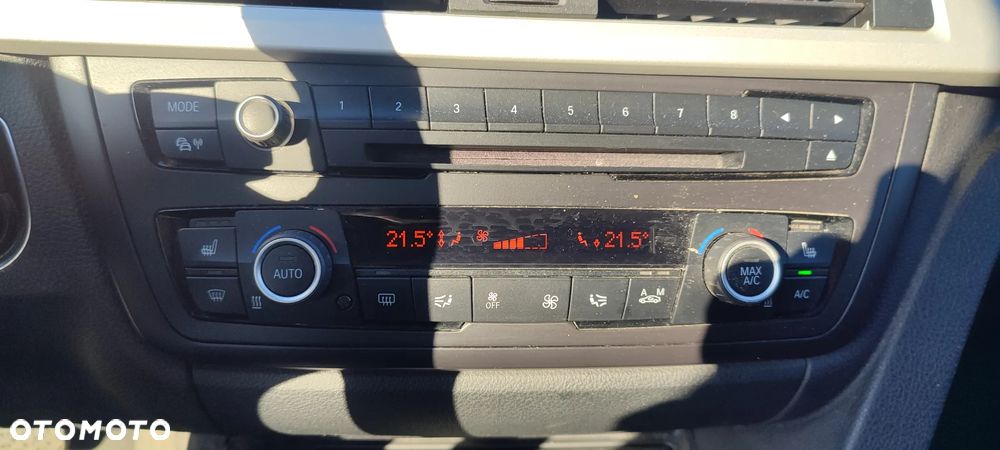 MODE 1 2 3 4 5 6 7 8
21.5° 21.5°
AUTO MAX A/C
OFF A M A/C
OTOMOTO